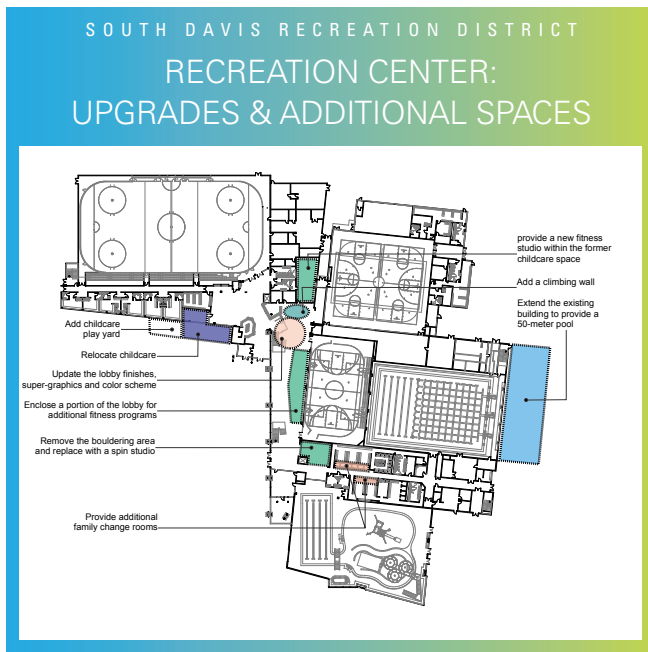 SOUTH DAVIS RECREATION DISTRICT
RECREATION CENTER:
UPGRADES & ADDITIONAL SPACES
provide a new fitness
studio within the former
childcare space
Add a climbing wall
Extend the existing
building to provide a
50-meter pool
Add childcare
play yard
Relocate childcare
Update the lobby finishes,
super-graphics and color scheme
Enclose a portion of the lobby for
additional fitness programs
Remove the bouldering area
and replace with a spin studio
Provide additional
family change rooms